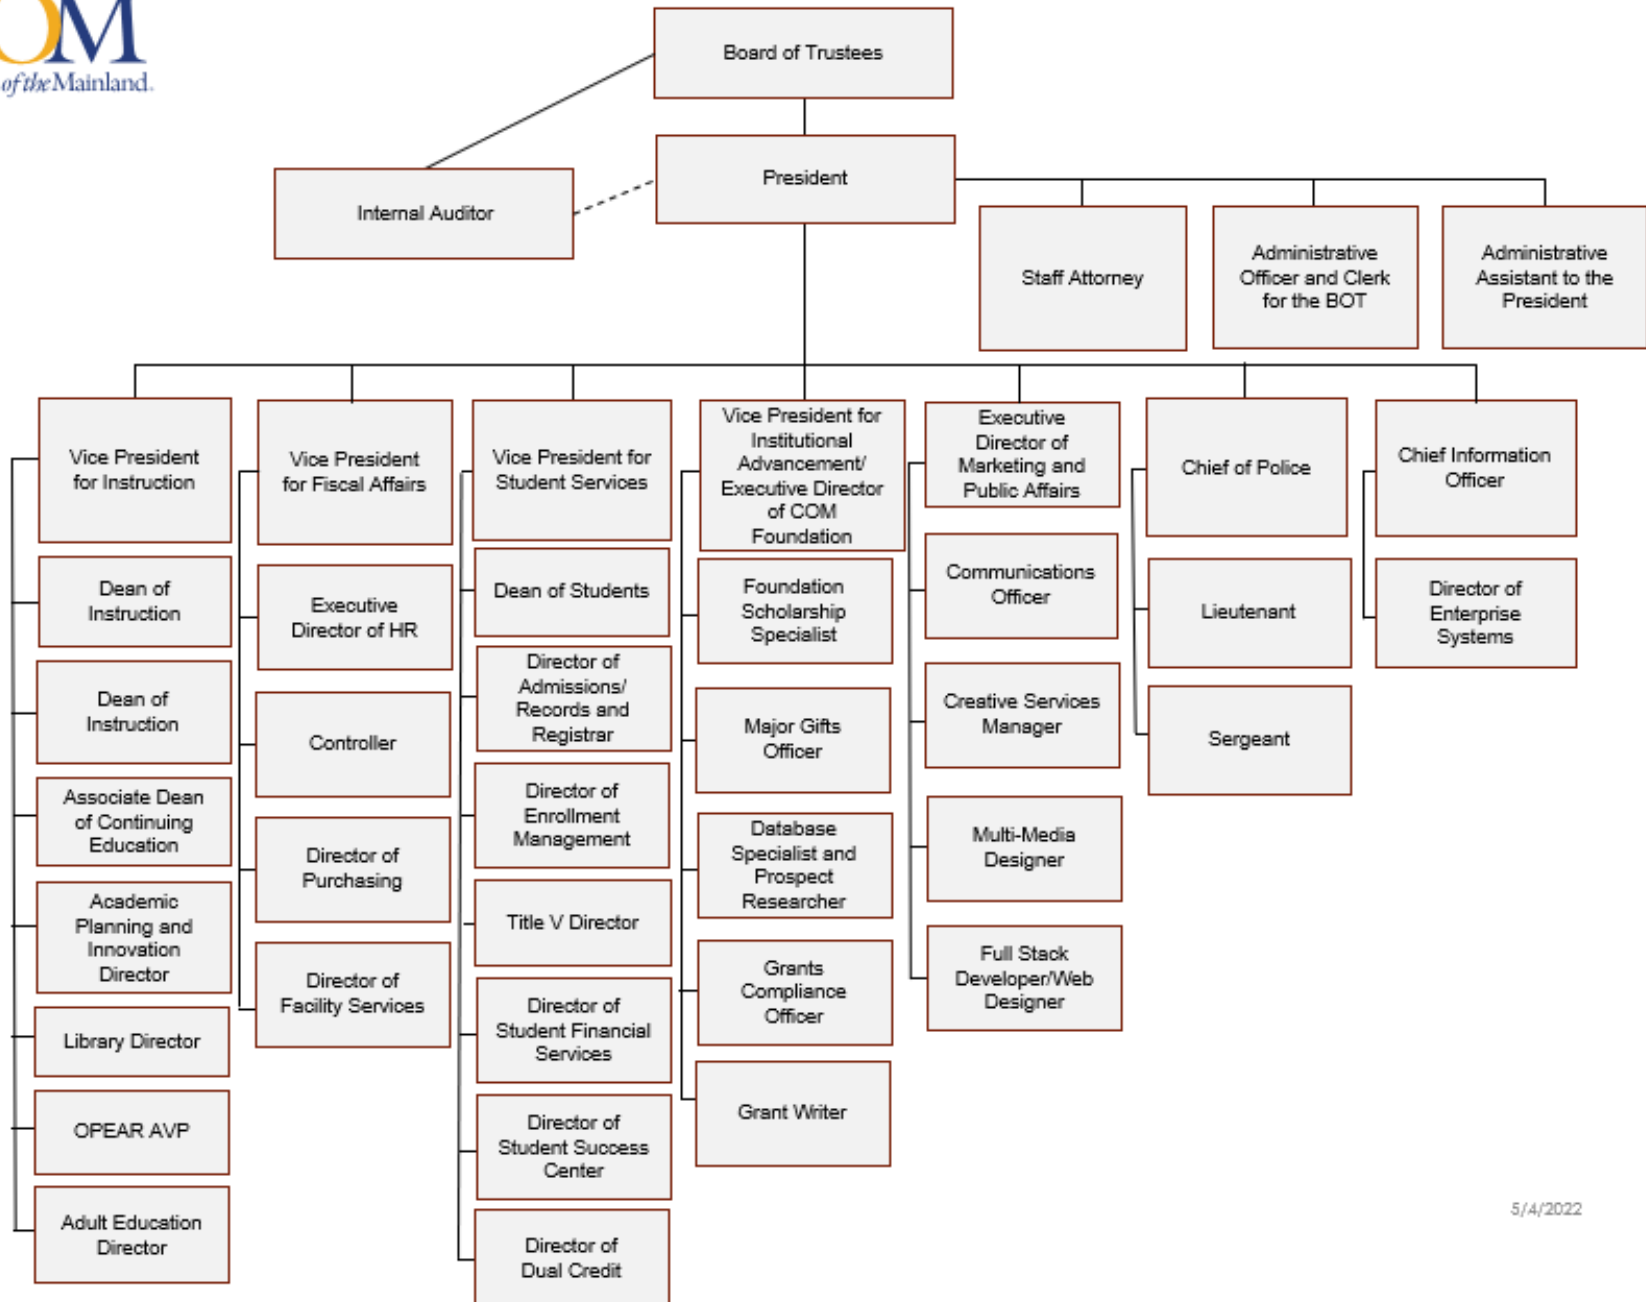 OM
of the Mainland.
Board of Trustees
President
Internal Auditor
Staff Attorney
Administrative
Officer and Clerk
for the BOT
Administrative
Assistant to the
President
Vice President
for Instruction
Dean of
Instruction
Dean of
Instruction
Associate Dean
of Continuing
Education
Academic
Planning and
Innovation
Director
Library Director
OPEAR AVP
Adult Education
Director
Vice President
for Fiscal Affairs
Executive
Director of HR
Controller
Director of
Purchasing
Director of
Facility Services
Vice President for
Student Services
Dean of Students
Director of
Admissions/
Records and
Registrar
Director of
Enrollment
Management
Title V Director
Director of
Student Financial
Services
Director of
Student Success
Center
Director of
Dual Credit
Vice President for
Institutional
Advancement/
Executive Director
of COM
Foundation
Foundation
Scholarship
Specialist
Major Gifts
Officer
Database
Specialist and
Prospect
Researcher
Grants
Compliance
Officer
Grant Writer
Executive
Director of
Marketing and
Public Affairs
Communications
Officer
Creative Services
Manager
Multi-Media
Designer
Full Stack
Developer/Web
Designer
Chief of Police
Lieutenant
Sergeant
Chief Information
Officer
Director of
Enterprise
Systems
5/4/2022